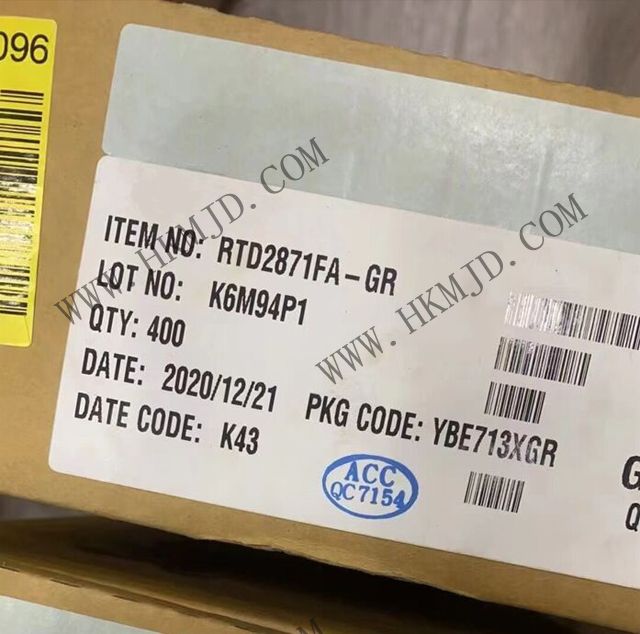 096
ITEM NO: RTD2871FA-GR
LOT NO: K6M94P1
QTY: 400
DATE: 2020/12/21
DATE CODE: K43
PKG CODE: YBE713XGR
ACC
QC7154
G
Q
WWW.HKMJD.COM
WWW.HKMJD.COM